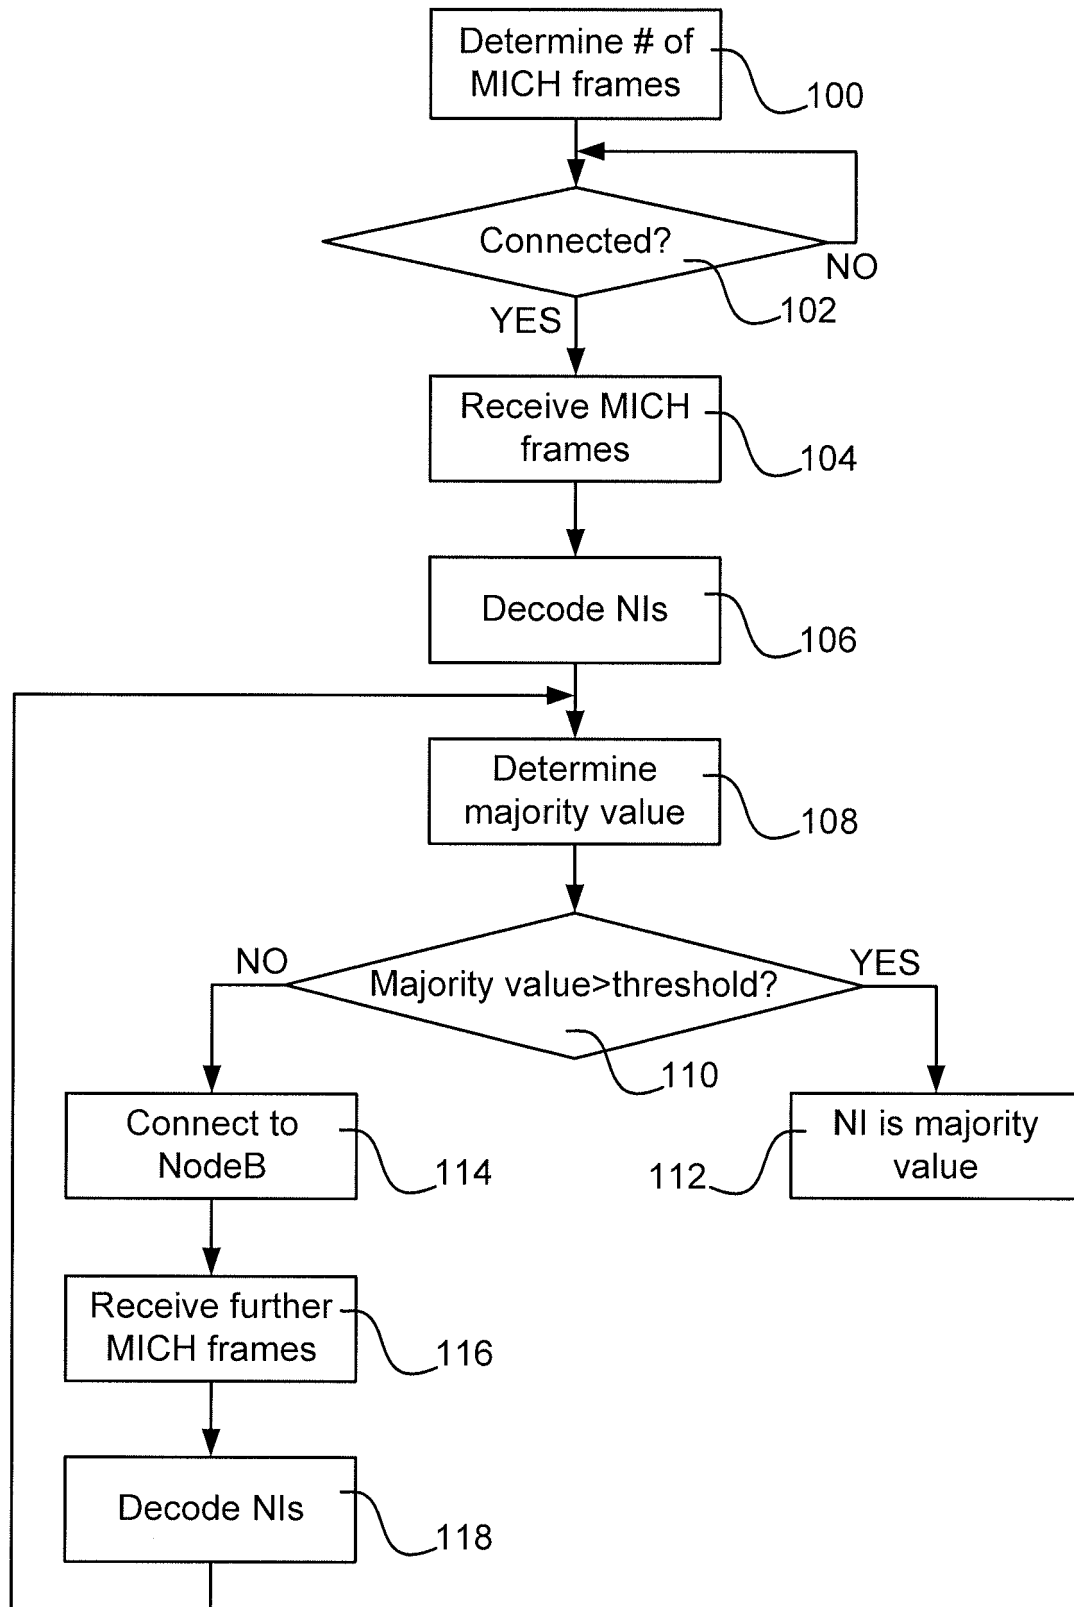 Determine # of
MICH frames
100
Connected?
NO
102
YES
Receive MICH
frames
104
Decode NIs
106
Determine
majority value
108
NO
YES
Majority value>threshold?
110
Connect to
NodeB
114
NI is majority
value
112
Receive further
MICH frames
116
Decode NIs
118